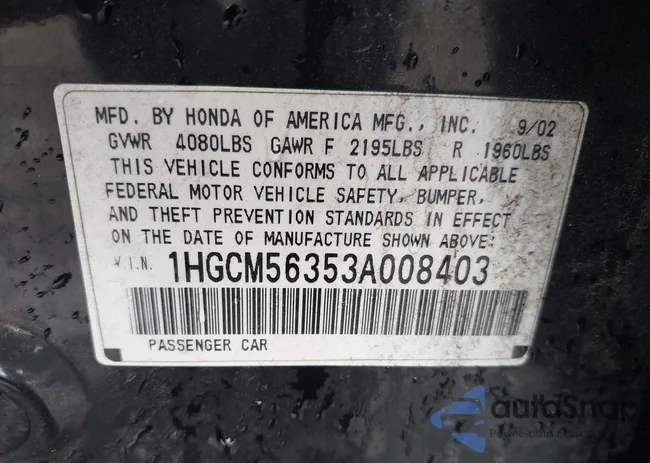 MFD. BY HONDA OF AMERICA MFG., INC. 9/02
GVWR 4080LBS GAWR F 2195LBS R 1960LBS
THIS VEHICLE CONFORMS TO ALL APPLICABLE
FEDERAL MOTOR VEHICLE SAFETY, BUMPER,
AND THEFT PREVENTION STANDARDS IN EFFECT
ON THE DATE OF MANUFACTURE SHOWN ABOVE:
V.I.N. 1HGCM56353A008403
PASSENGER CAR
autoSnap